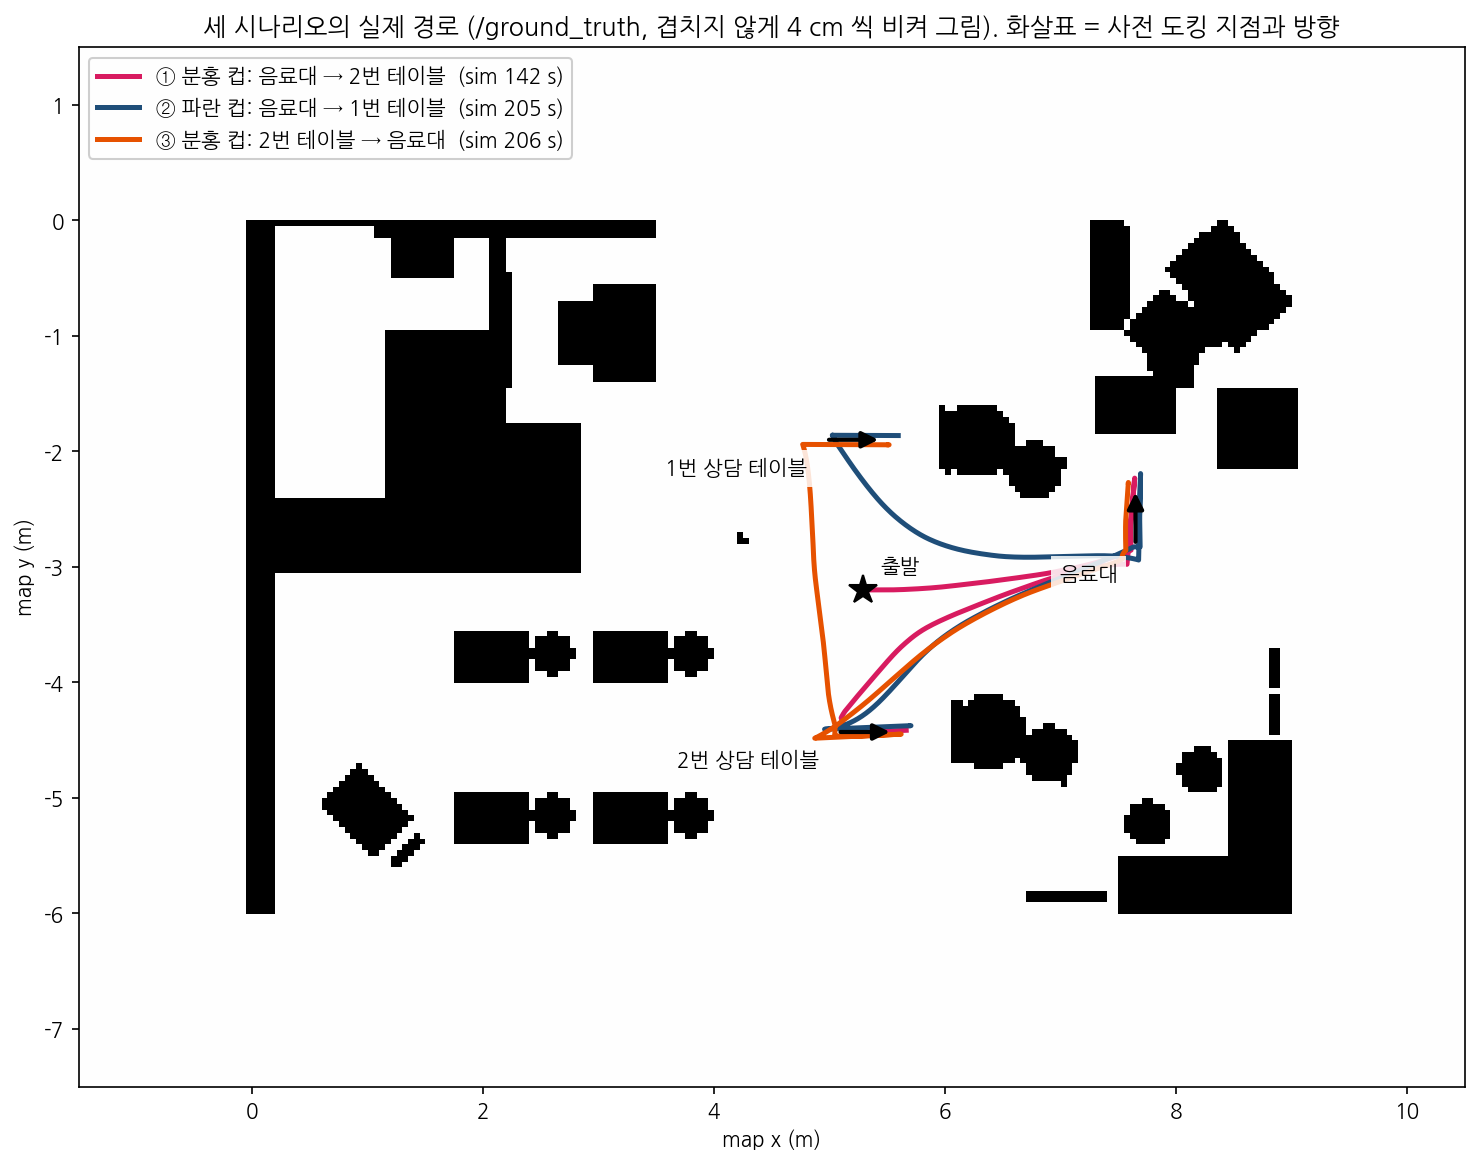 세 시나리오의 실제 경로 (/ground_truth, 겹치지 않게 4 cm 씩 비켜 그림). 화살표 = 사전 도킹 지점과 방향
① 분홍 컵: 음료대 → 2번 테이블 (sim 142 s)
② 파란 컵: 음료대 → 1번 테이블 (sim 205 s)
③ 분홍 컵: 2번 테이블 → 음료대 (sim 206 s)
1
0
-1
-2
-3
-4
-5
-6
-7
map y (m)
1번 상담 테이블
출발
음료대
2번 상담 테이블
0
2
4
6
8
10
map x (m)